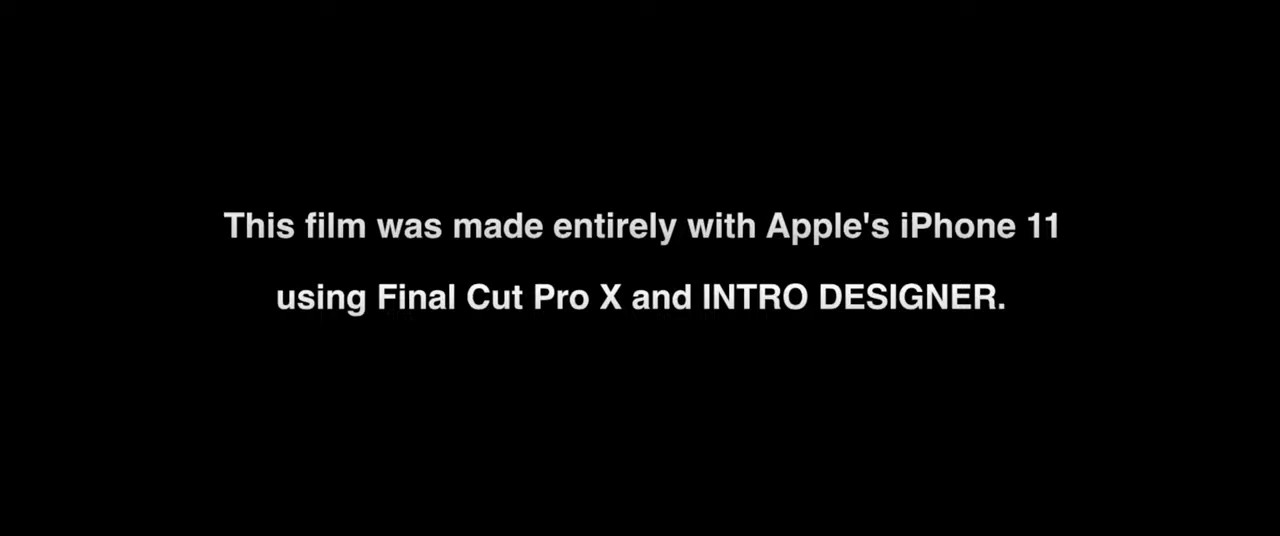 This film was made entirely with Apple's iPhone 11
using Final Cut Pro X and INTRO DESIGNER.